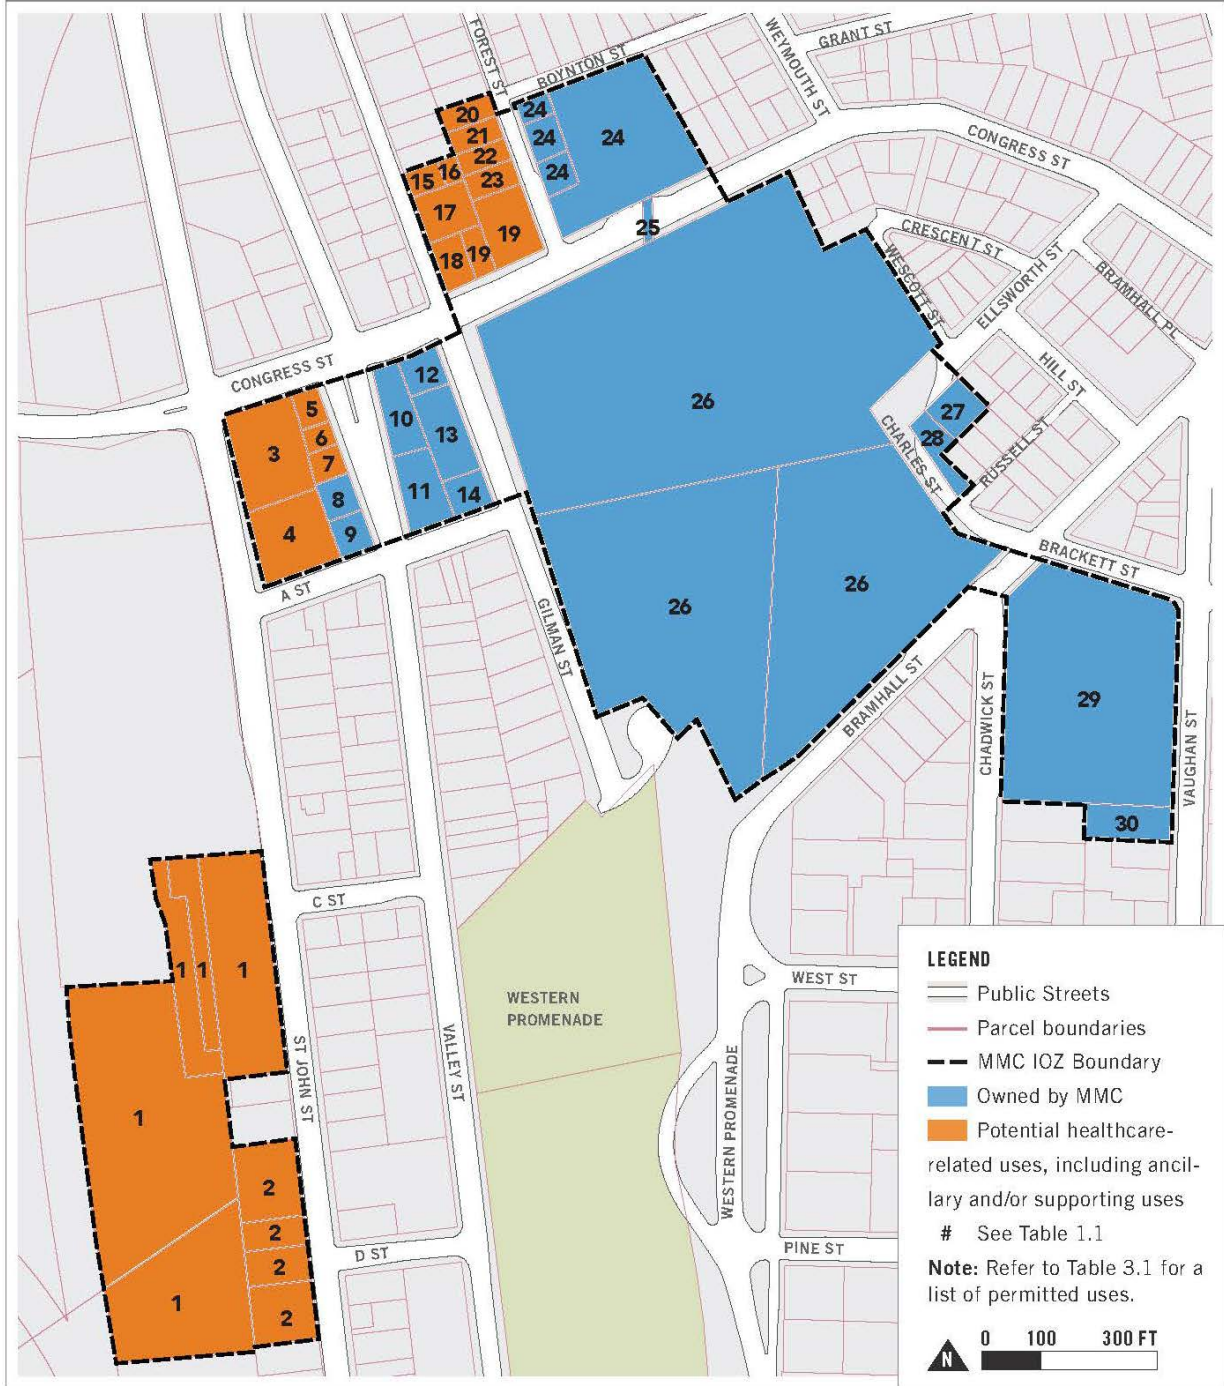 FOREST ST
BOYNTON ST
WEYMOUTH ST
GRANT ST
CONGRESS ST
20
21
22
23
15
16
17
18
19
19
24
24
24
24
25
CRESCENT ST
WESCOTT ST
ELLSWORTH ST
BRAMHALL PL
HILL ST
RUSSELL ST
CONGRESS ST
12
10
13
11
14
5
6
7
3
8
4
9
26
27
28
CHARLES ST
BRACKETT ST
A ST
GILMAN ST
26
26
BRAMHALL ST
CHADWICK ST
29
VAUGHAN ST
30
C ST
1
1
1
1
1
2
2
2
2
ST JOHN ST
VALLEY ST
D ST
WESTERN
PROMENADE
WESTERN PROMENADE
WEST ST
PINE ST
LEGEND
Public Streets
Parcel boundaries
MMC IOZ Boundary
Owned by MMC
Potential healthcare-
related uses, including ancil-
lary and/or supporting uses
# See Table 1.1
Note: Refer to Table 3.1 for a
list of permitted uses.
N
0 100 300 FT